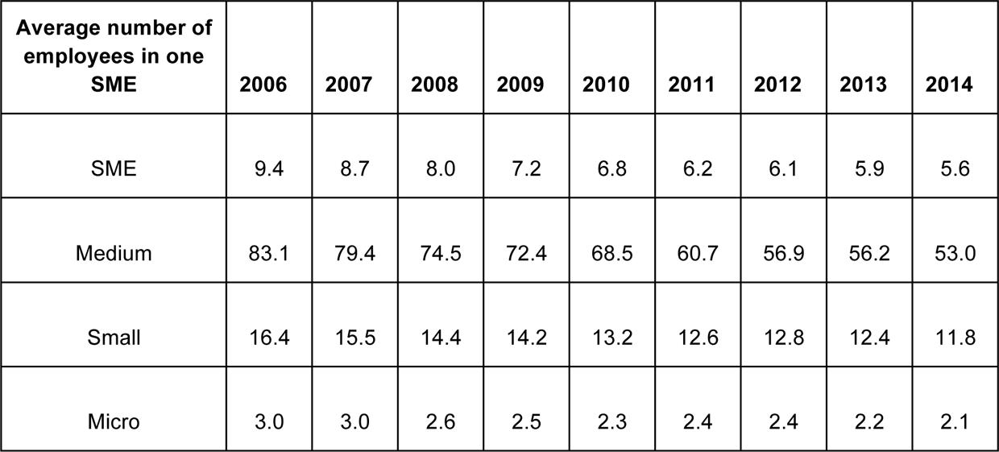 Average number of
employees in one
SME 2006 2007 2008 2009 2010 2011 2012 2013 2014
SME 9.4 8.7 8.0 7.2 6.8 6.2 6.1 5.9 5.6
Medium 83.1 79.4 74.5 72.4 68.5 60.7 56.9 56.2 53.0
Small 16.4 15.5 14.4 14.2 13.2 12.6 12.8 12.4 11.8
Micro 3.0 3.0 2.6 2.5 2.3 2.4 2.4 2.2 2.1